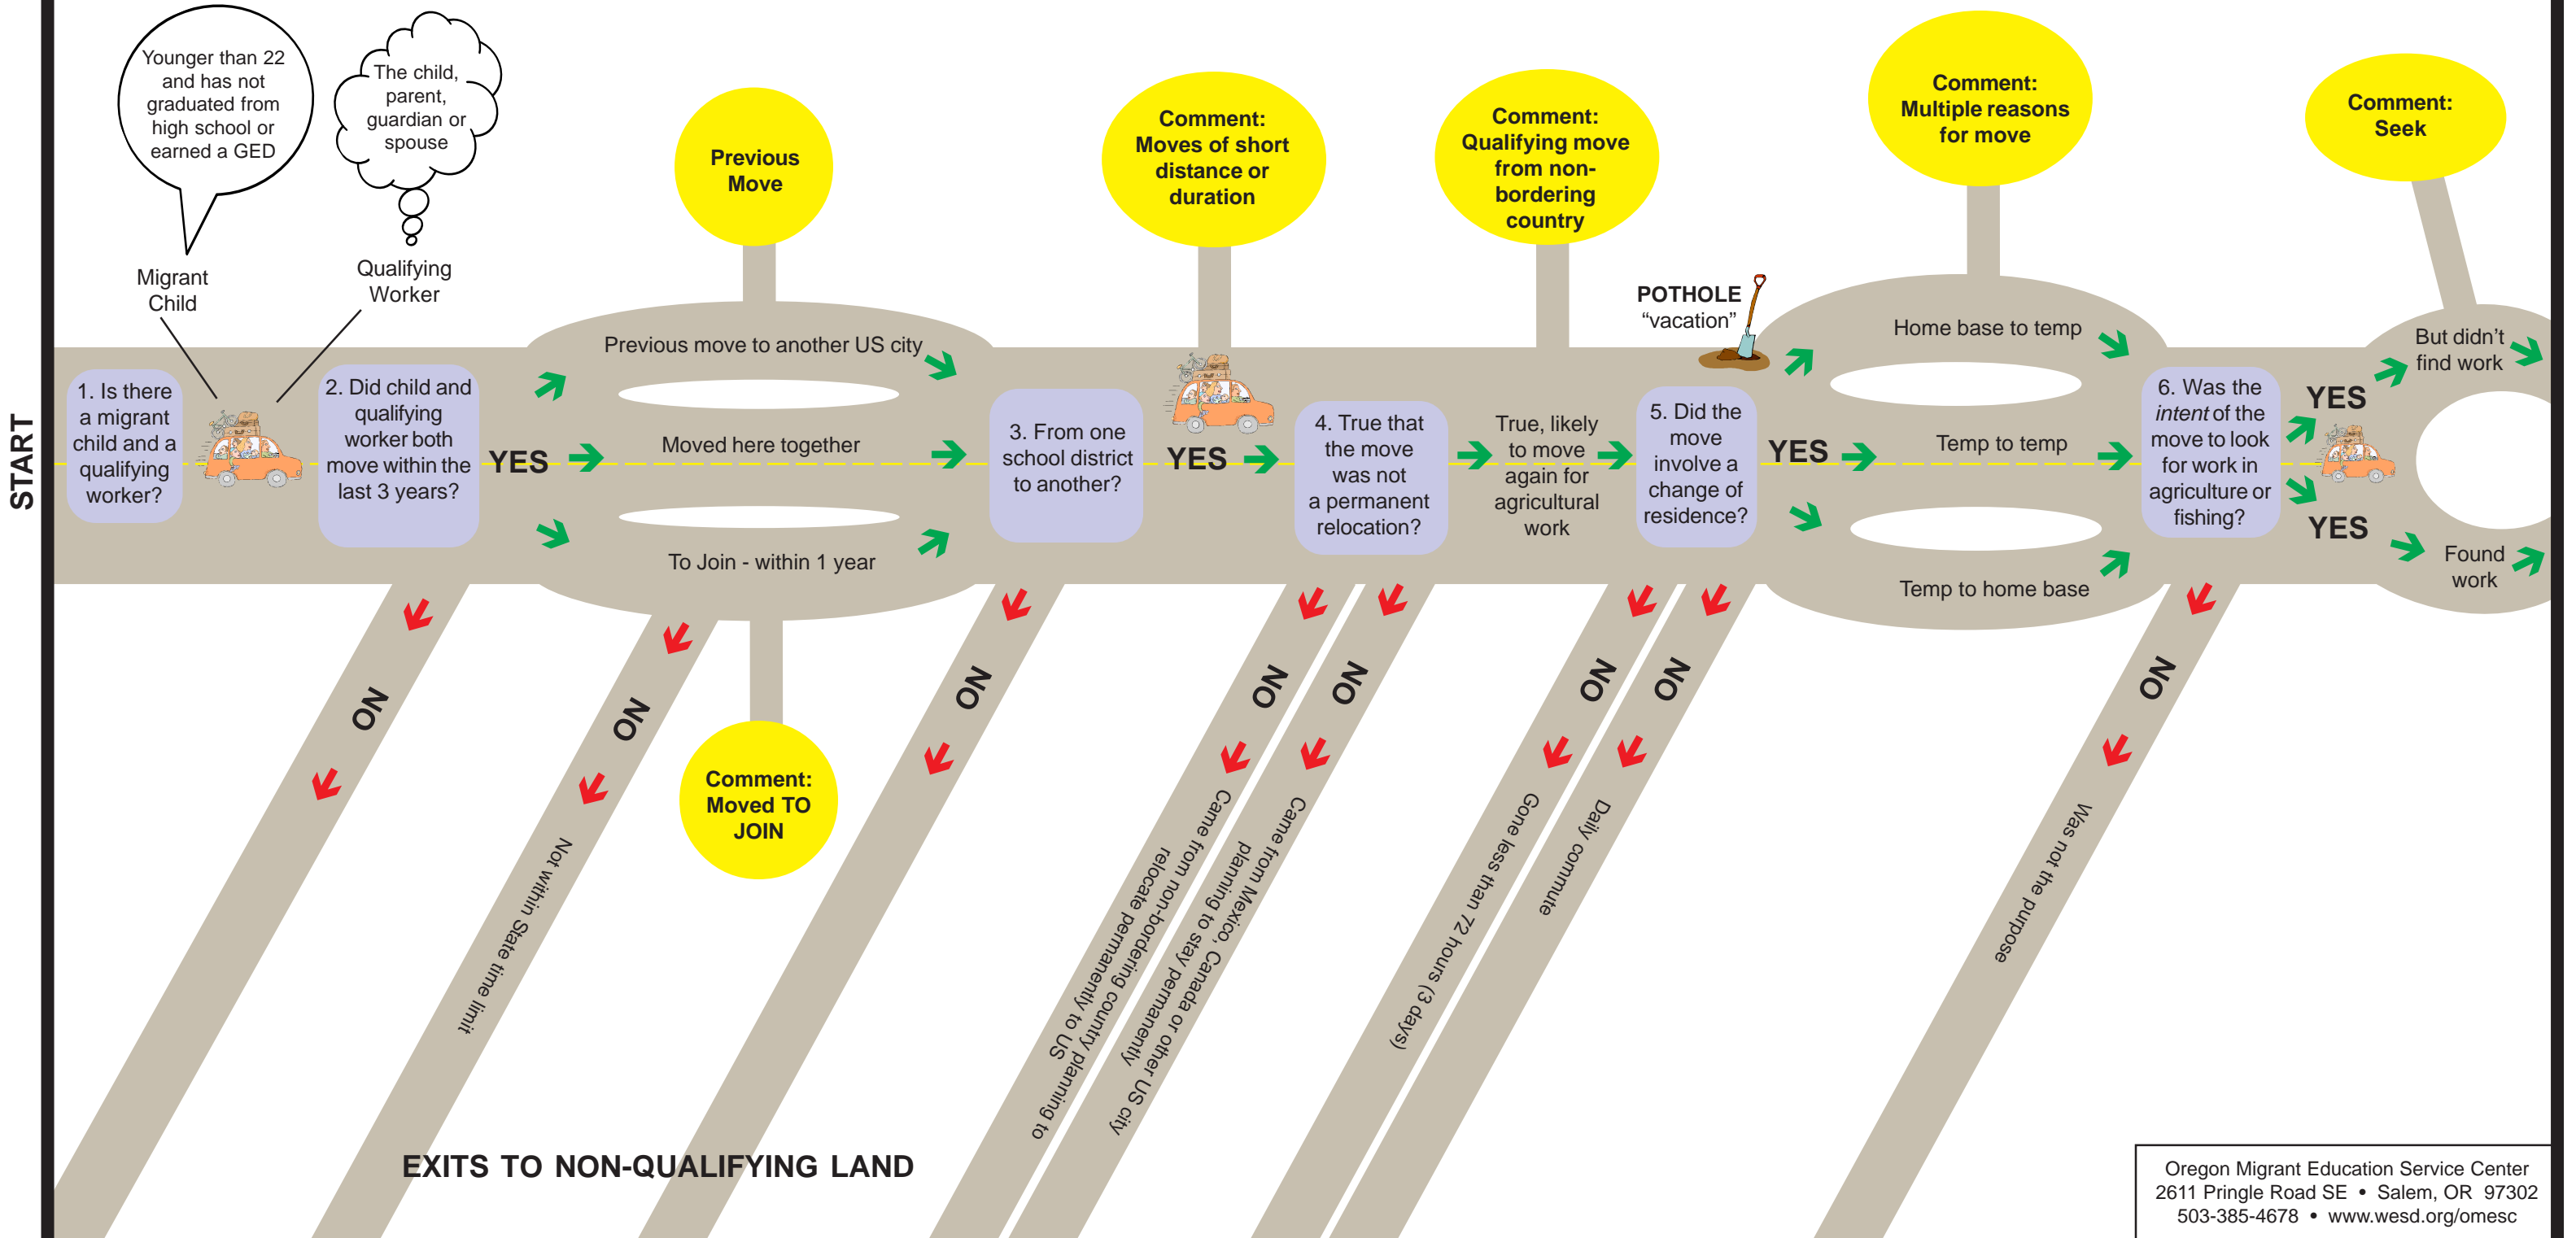 START
Younger than 22
and has not
graduated from
high school or
earned a GED
The child,
parent,
guardian or
spouse
Migrant
Child
Qualifying
Worker
1. Is there
a migrant
child and a
qualifying
worker?
2. Did child and
qualifying
worker both
move within the
last 3 years?
YES
NO
Previous
Move
Previous move to another US city
Moved here together
To Join - within 1 year
NO
Not within State time limit
Comment:
Moved TO
JOIN
3. From one
school district
to another?
NO
Comment:
Moves of short
distance or
duration
YES
4. True that
the move
was not
a permanent
relocation?
NO
Came from non-bordering country planning to
relocate permanently to US
NO
Came from Mexico, Canada or other US city
planning to stay permanently
Comment:
Qualifying move
from non-
bordering
country
True, likely
to move
again for
agricultural
work
5. Did the
move
involve a
change of
residence?
NO
Gone less than 72 hours (3 days)
NO
Daily commute
POTHOLE
“vacation”
YES
Comment:
Multiple reasons
for move
Home base to temp
Temp to temp
Temp to home base
6. Was the
intent of the
move to look
for work in
agriculture or
fishing?
NO
Was not the purpose
YES
YES
Comment:
Seek
But didn’t
find work
Found
work
EXITS TO NON-QUALIFYING LAND
Oregon Migrant Education Service Center
2611 Pringle Road SE • Salem, OR 97302
503-385-4678 • www.wesd.org/omesc